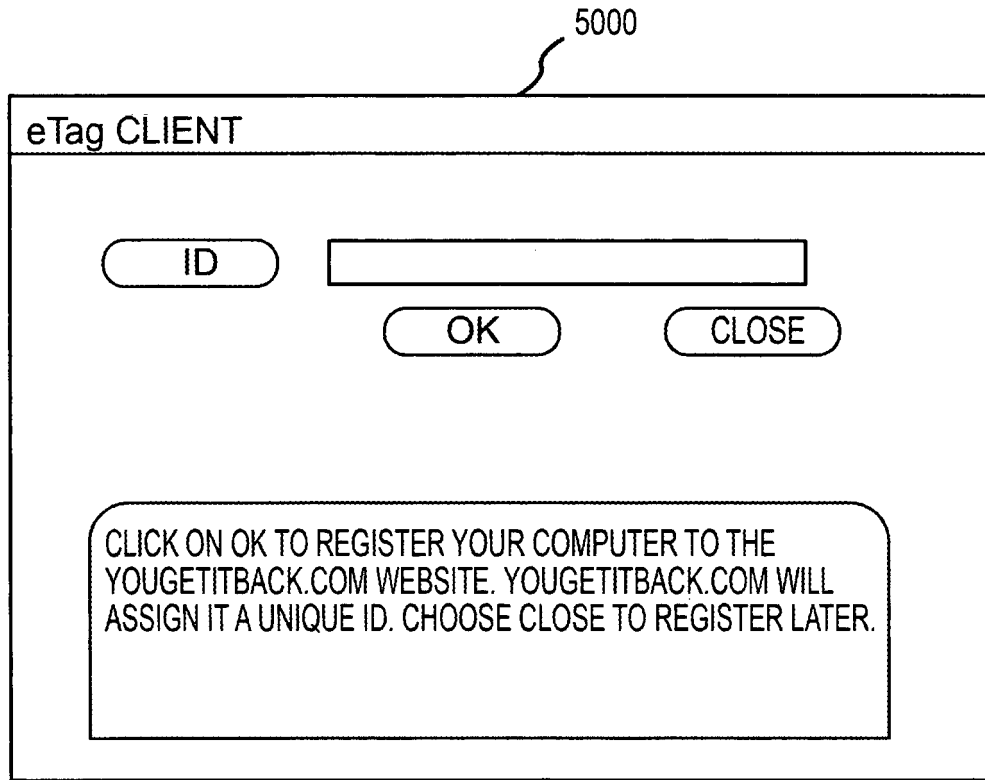 5000
eTag CLIENT
ID
OK
CLOSE
CLICK ON OK TO REGISTER YOUR COMPUTER TO THE
YOUGETITBACK.COM WEBSITE. YOUGETITBACK.COM WILL
ASSIGN IT A UNIQUE ID. CHOOSE CLOSE TO REGISTER LATER.